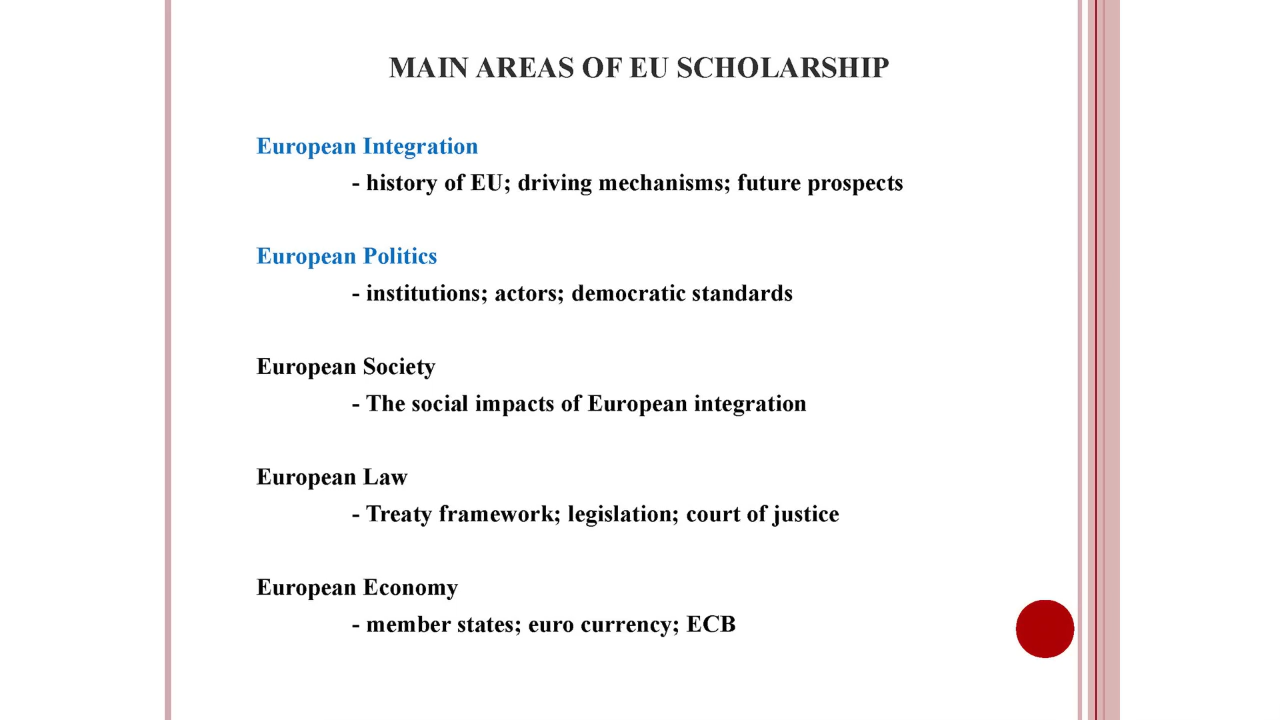 MAIN AREAS OF EU SCHOLARSHIP
European Integration
- history of EU; driving mechanisms; future prospects
European Politics
- institutions; actors; democratic standards
European Society
- The social impacts of European integration
European Law
- Treaty framework; legislation; court of justice
European Economy
- member states; euro currency; ECB